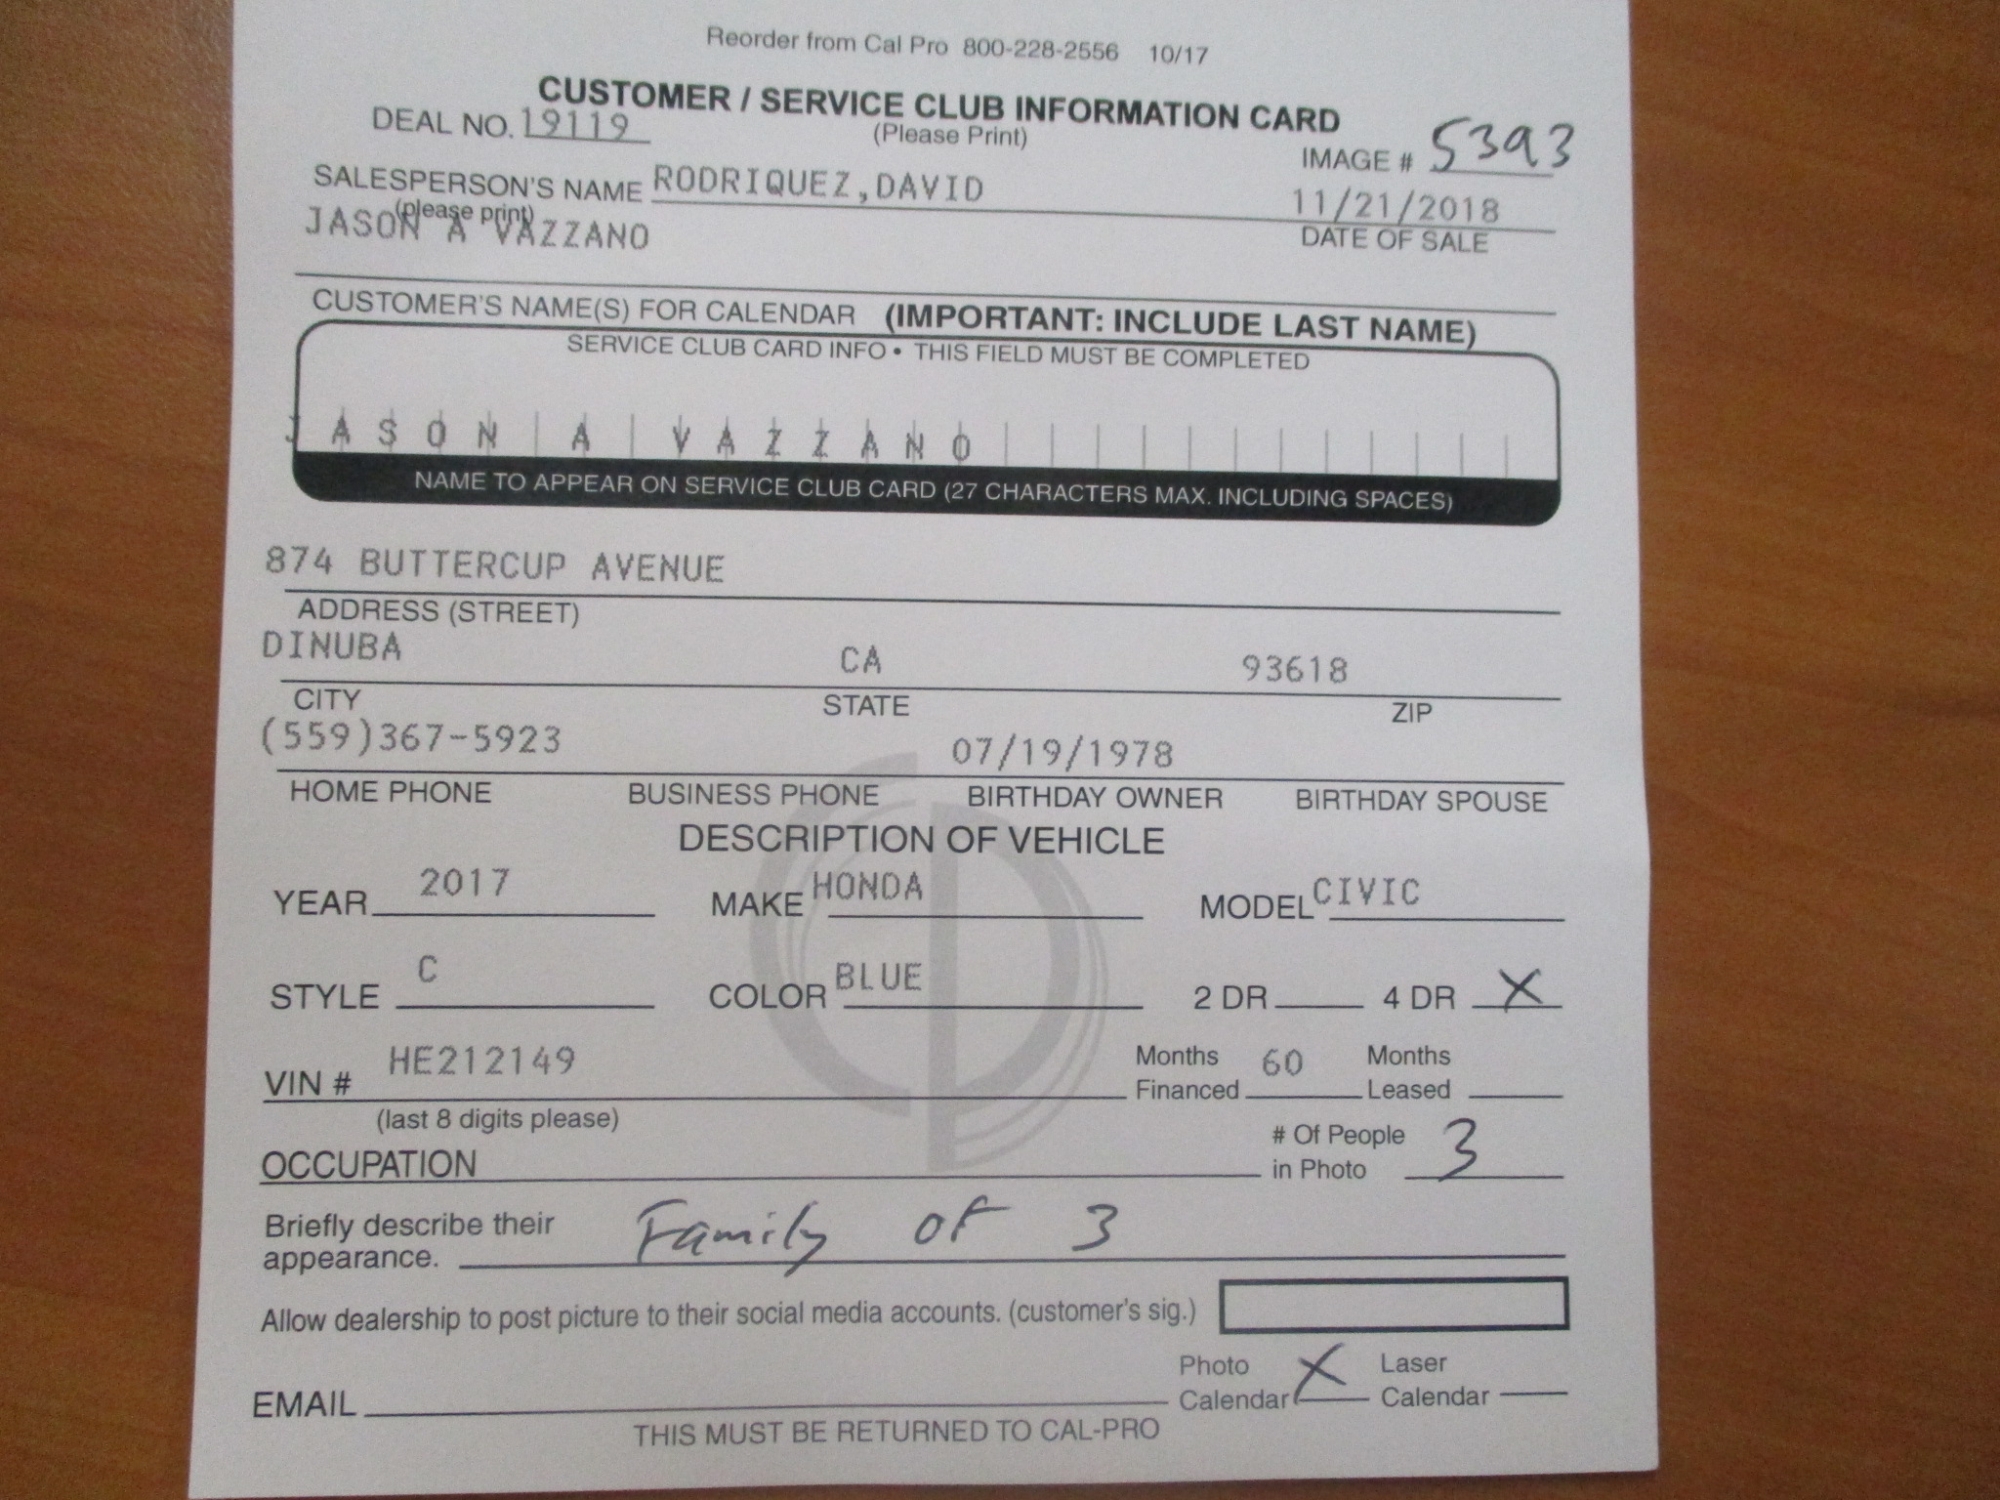 Reorder from Cal Pro 800-228-2556 10/17
CUSTOMER / SERVICE CLUB INFORMATION CARD
(Please Print)
DEAL NO. 19119
IMAGE # 5393
SALESPERSON'S NAME RODRIQUEZ,DAVID
(please print)
11/21/2018
DATE OF SALE
JASON A VAZZANO
CUSTOMER'S NAME(S) FOR CALENDAR (IMPORTANT: INCLUDE LAST NAME)
SERVICE CLUB CARD INFO • THIS FIELD MUST BE COMPLETED
JASON A VAZZANO
NAME TO APPEAR ON SERVICE CLUB CARD (27 CHARACTERS MAX. INCLUDING SPACES)
874 BUTTERCUP AVENUE
ADDRESS (STREET)
DINUBA CA 93618
CITY STATE ZIP
(559)367-5923 07/19/1978
HOME PHONE BUSINESS PHONE BIRTHDAY OWNER BIRTHDAY SPOUSE
DESCRIPTION OF VEHICLE
YEAR 2017 MAKE HONDA MODEL CIVIC
STYLE C COLOR BLUE 2 DR 4 DR X
VIN # HE212149 Months Financed 60 Months Leased
(last 8 digits please)
OCCUPATION # Of People in Photo 3
Briefly describe their appearance. Family of 3
Allow dealership to post picture to their social media accounts. (customer's sig.)
EMAIL Photo Calendar X Laser Calendar
THIS MUST BE RETURNED TO CAL-PRO